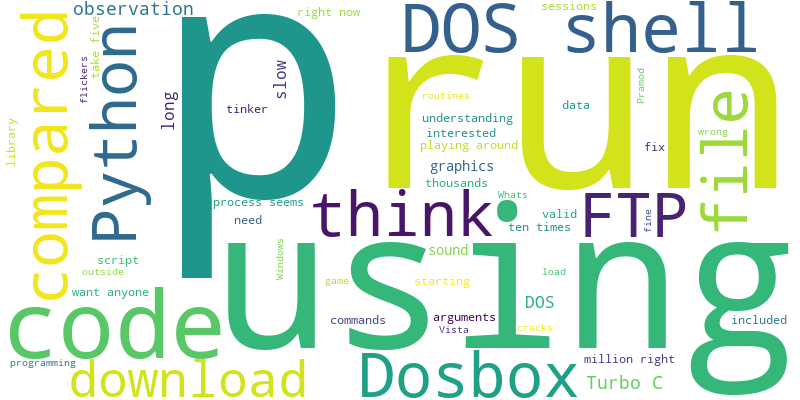 observation
right now
sessions
DOS shell
p
run
compared
Python
take five
flickers
long
slow
tinker
library
routines
understanding
interested
playing around
data
Pramod
wrong
fix
file
graphics
thousands
process seems
need
think
Whats
valid
ten times
FTP
fine
using
script
outside
want anyone
code
Windows
sound
game
starting
load
DOS
commands
arguments
Vista
cracks
included
programming
download
Dosbox
million right
Turbo C